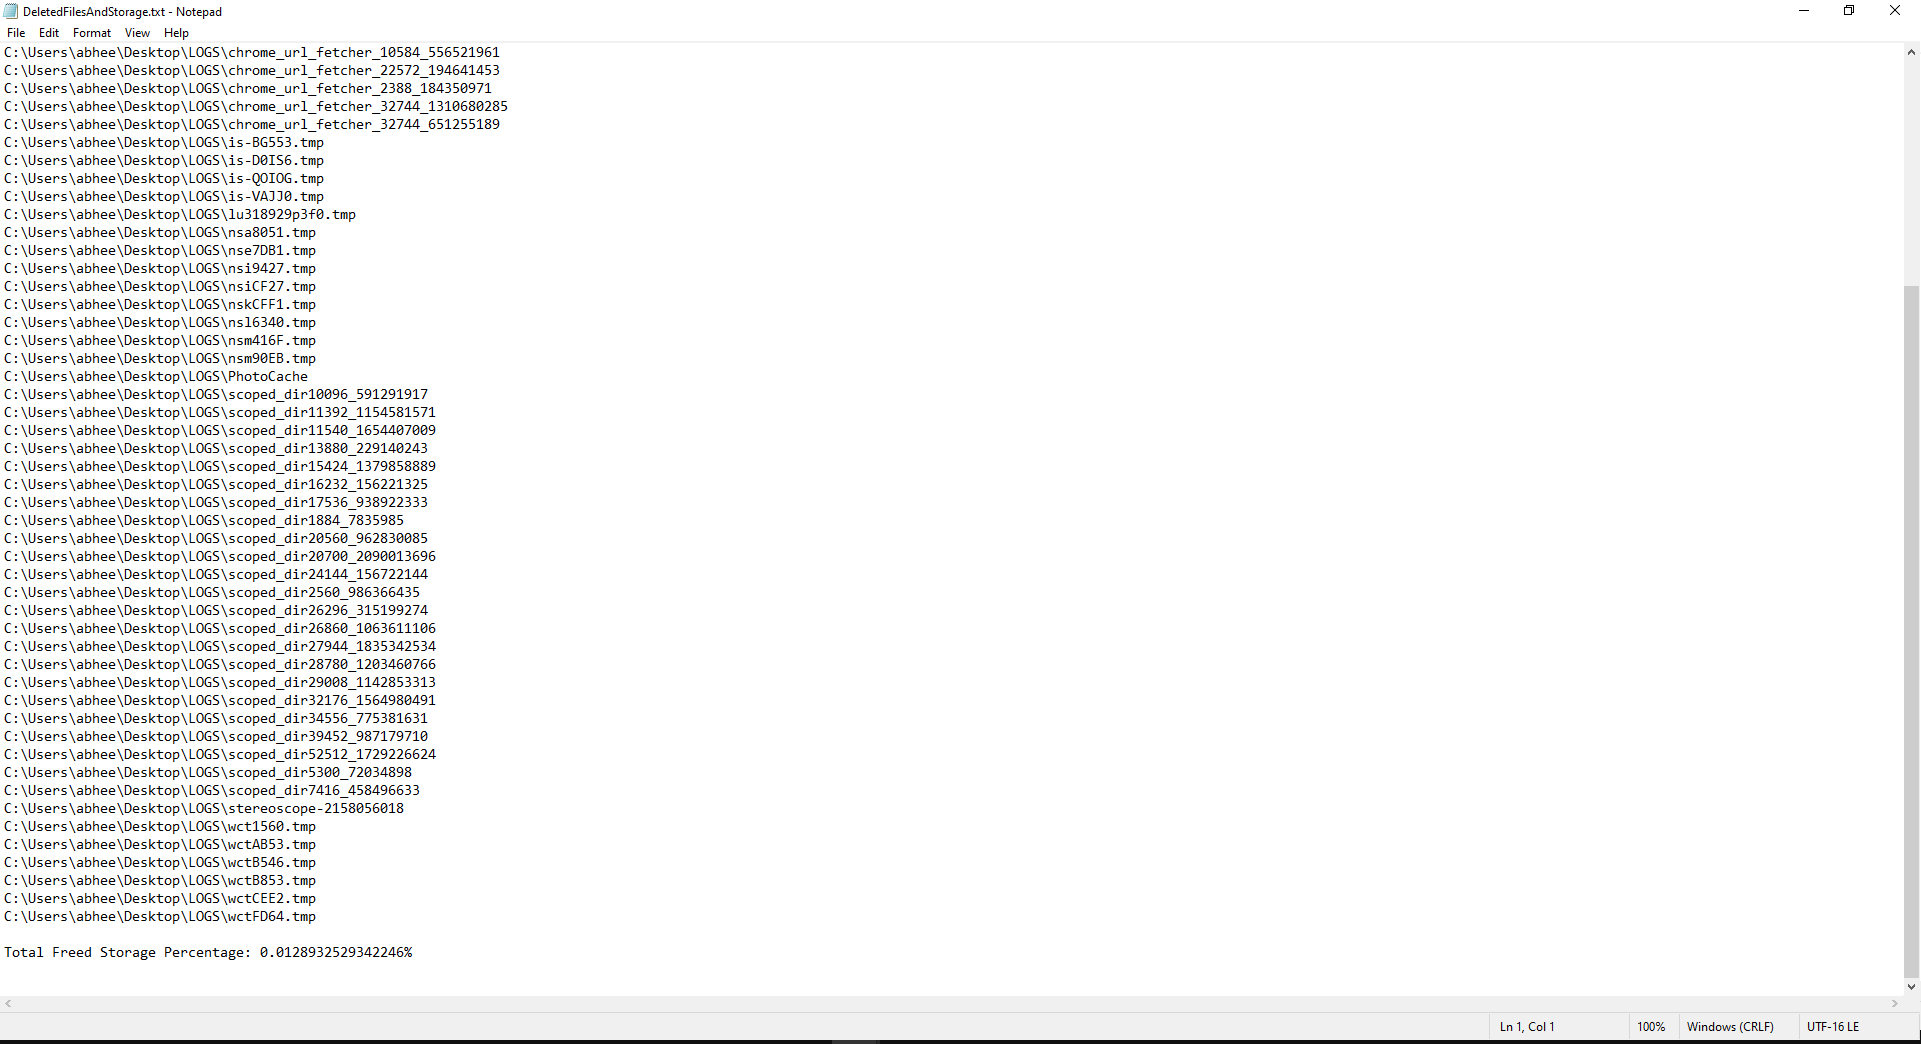 DeletedFilesAndStorage.txt - Notepad
File Edit Format View Help
C:\Users\abhee\Desktop\LOGS\chrome_url_fetcher_10584_556521961
C:\Users\abhee\Desktop\LOGS\chrome_url_fetcher_22572_194641453
C:\Users\abhee\Desktop\LOGS\chrome_url_fetcher_2388_184350971
C:\Users\abhee\Desktop\LOGS\chrome_url_fetcher_32744_1310680285
C:\Users\abhee\Desktop\LOGS\chrome_url_fetcher_32744_651255189
C:\Users\abhee\Desktop\LOGS\is-BG553.tmp
C:\Users\abhee\Desktop\LOGS\is-D0IS6.tmp
C:\Users\abhee\Desktop\LOGS\is-QOIOG.tmp
C:\Users\abhee\Desktop\LOGS\is-VAJJ0.tmp
C:\Users\abhee\Desktop\LOGS\lu318929p3f0.tmp
C:\Users\abhee\Desktop\LOGS\nsa8051.tmp
C:\Users\abhee\Desktop\LOGS\nse7DB1.tmp
C:\Users\abhee\Desktop\LOGS\nsi9427.tmp
C:\Users\abhee\Desktop\LOGS\nsiCF27.tmp
C:\Users\abhee\Desktop\LOGS\nskCFF1.tmp
C:\Users\abhee\Desktop\LOGS\nsl6340.tmp
C:\Users\abhee\Desktop\LOGS\nsm416F.tmp
C:\Users\abhee\Desktop\LOGS\nsm90EB.tmp
C:\Users\abhee\Desktop\LOGS\PhotoCache
C:\Users\abhee\Desktop\LOGS\scoped_dir10096_591291917
C:\Users\abhee\Desktop\LOGS\scoped_dir11392_1154581571
C:\Users\abhee\Desktop\LOGS\scoped_dir11540_1654407009
C:\Users\abhee\Desktop\LOGS\scoped_dir13880_229140243
C:\Users\abhee\Desktop\LOGS\scoped_dir15424_1379858889
C:\Users\abhee\Desktop\LOGS\scoped_dir16232_156221325
C:\Users\abhee\Desktop\LOGS\scoped_dir17536_938922333
C:\Users\abhee\Desktop\LOGS\scoped_dir1884_7835985
C:\Users\abhee\Desktop\LOGS\scoped_dir20560_962830085
C:\Users\abhee\Desktop\LOGS\scoped_dir20700_2090013696
C:\Users\abhee\Desktop\LOGS\scoped_dir24144_156722144
C:\Users\abhee\Desktop\LOGS\scoped_dir2560_986366435
C:\Users\abhee\Desktop\LOGS\scoped_dir26296_315199274
C:\Users\abhee\Desktop\LOGS\scoped_dir26860_1063611106
C:\Users\abhee\Desktop\LOGS\scoped_dir27944_1835342534
C:\Users\abhee\Desktop\LOGS\scoped_dir28780_1203460766
C:\Users\abhee\Desktop\LOGS\scoped_dir29008_1142853313
C:\Users\abhee\Desktop\LOGS\scoped_dir32176_1564980491
C:\Users\abhee\Desktop\LOGS\scoped_dir34556_775381631
C:\Users\abhee\Desktop\LOGS\scoped_dir39452_987179710
C:\Users\abhee\Desktop\LOGS\scoped_dir52512_1729226624
C:\Users\abhee\Desktop\LOGS\scoped_dir5300_72034898
C:\Users\abhee\Desktop\LOGS\scoped_dir7416_458496633
C:\Users\abhee\Desktop\LOGS\stereoscope-2158056018
C:\Users\abhee\Desktop\LOGS\wct1560.tmp
C:\Users\abhee\Desktop\LOGS\wctAB53.tmp
C:\Users\abhee\Desktop\LOGS\wctB546.tmp
C:\Users\abhee\Desktop\LOGS\wctB853.tmp
C:\Users\abhee\Desktop\LOGS\wctCEE2.tmp
C:\Users\abhee\Desktop\LOGS\wctFD64.tmp
Total Freed Storage Percentage: 0.0128932529342246%
Ln 1, Col 1 100% Windows (CRLF) UTF-16 LE